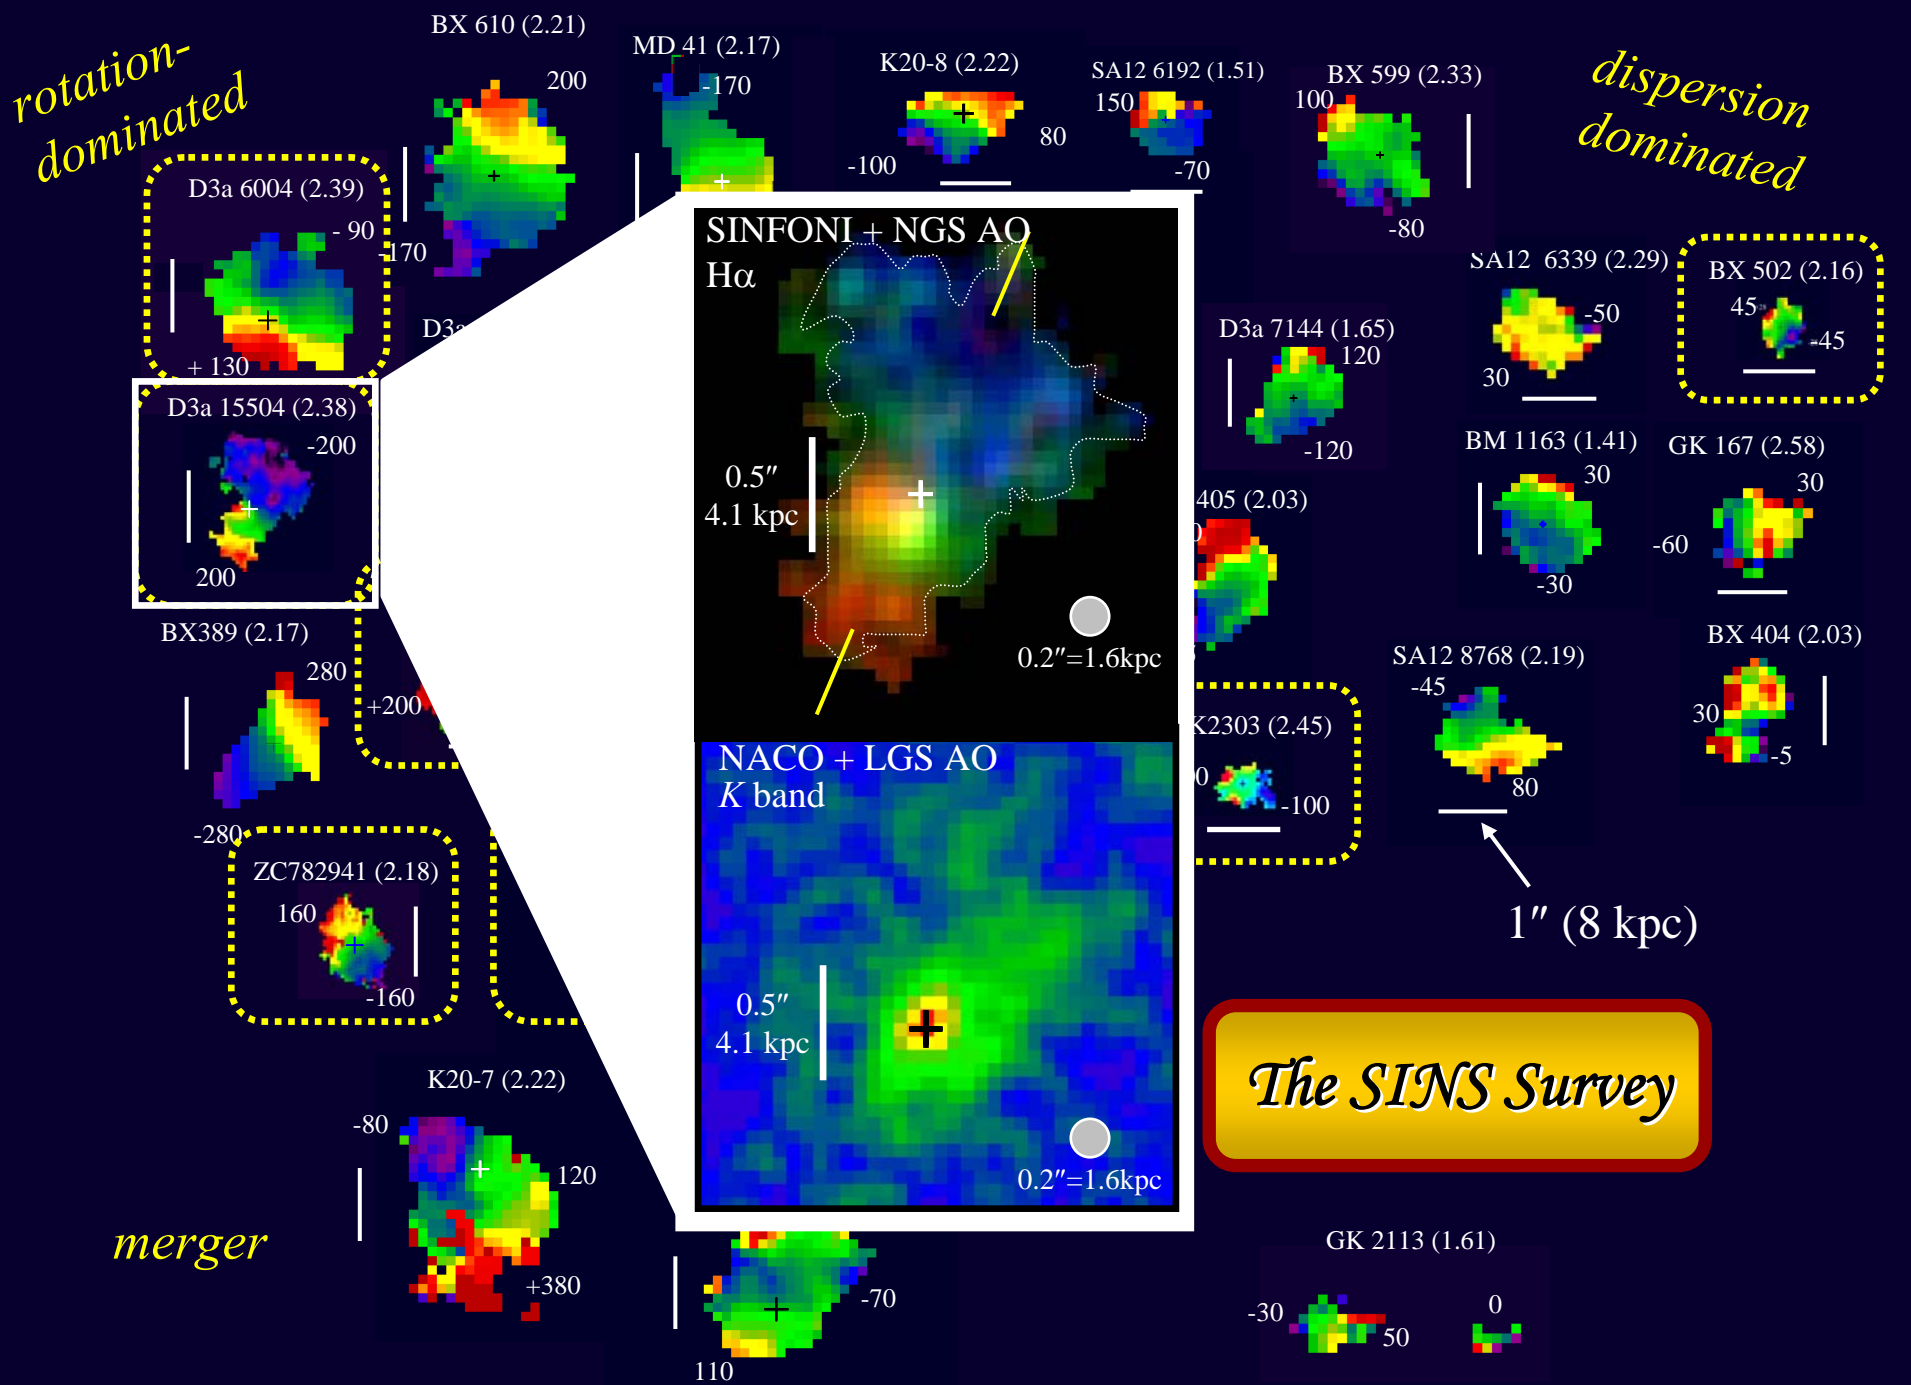 rotation-
dominated
BX 610 (2.21)
200
-170
MD 41 (2.17)
-170
K20-8 (2.22)
-100
80
SA12 6192 (1.51)
150
-70
BX 599 (2.33)
100
-80
dispersion
dominated
D3a 6004 (2.39)
- 90
+ 130
D3a
SINFONI + NGS AO
Hα
0.5″
4.1 kpc
0.2″=1.6kpc
SA12 6339 (2.29)
-50
30
BX 502 (2.16)
45
-45
D3a 7144 (1.65)
120
-120
D3a 15504 (2.38)
-200
200
405 (2.03)
BM 1163 (1.41)
30
-30
GK 167 (2.58)
30
-60
BX389 (2.17)
280
-280
+200
SA12 8768 (2.19)
-45
80
BX 404 (2.03)
30
-5
K2303 (2.45)
0
-100
NACO + LGS AO
K band
0.5″
4.1 kpc
0.2″=1.6kpc
ZC782941 (2.18)
160
-160
1″ (8 kpc)
The SINS Survey
K20-7 (2.22)
-80
120
+380
merger
-70
110
GK 2113 (1.61)
-30
50
0